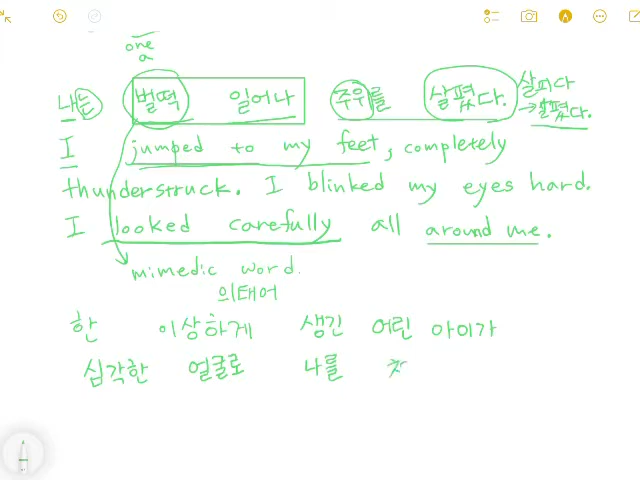 one
a
나는 벌떡 일어나 주위를 살폈다. 살피다
→살폈다.
I jumped to my feet, completely
thunderstruck. I blinked my eyes hard.
I looked carefully all around me.
mimedic word.
의태어
한 이상하게 생긴 어린 아이가
심각한 얼굴로 나를